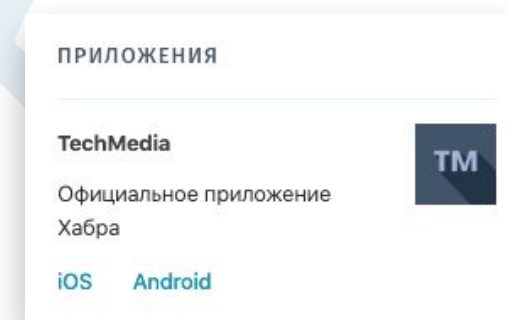 ПРИЛОЖЕНИЯ
TechMedia
TM
Официальное приложение
Хабра
iOS Android